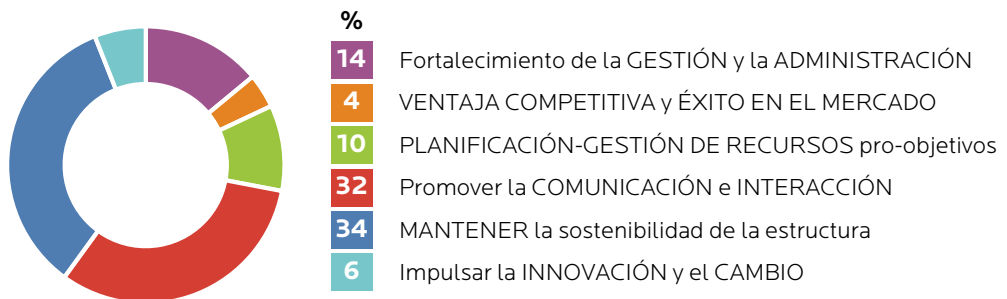 %
14 Fortalecimiento de la GESTIÓN y la ADMINISTRACIÓN
4 VENTAJA COMPETITIVA y ÉXITO EN EL MERCADO
10 PLANIFICACIÓN-GESTIÓN DE RECURSOS pro-objetivos
32 Promover la COMUNICACIÓN e INTERACCIÓN
34 MANTENER la sostenibilidad de la estructura
6 Impulsar la INNOVACIÓN y el CAMBIO